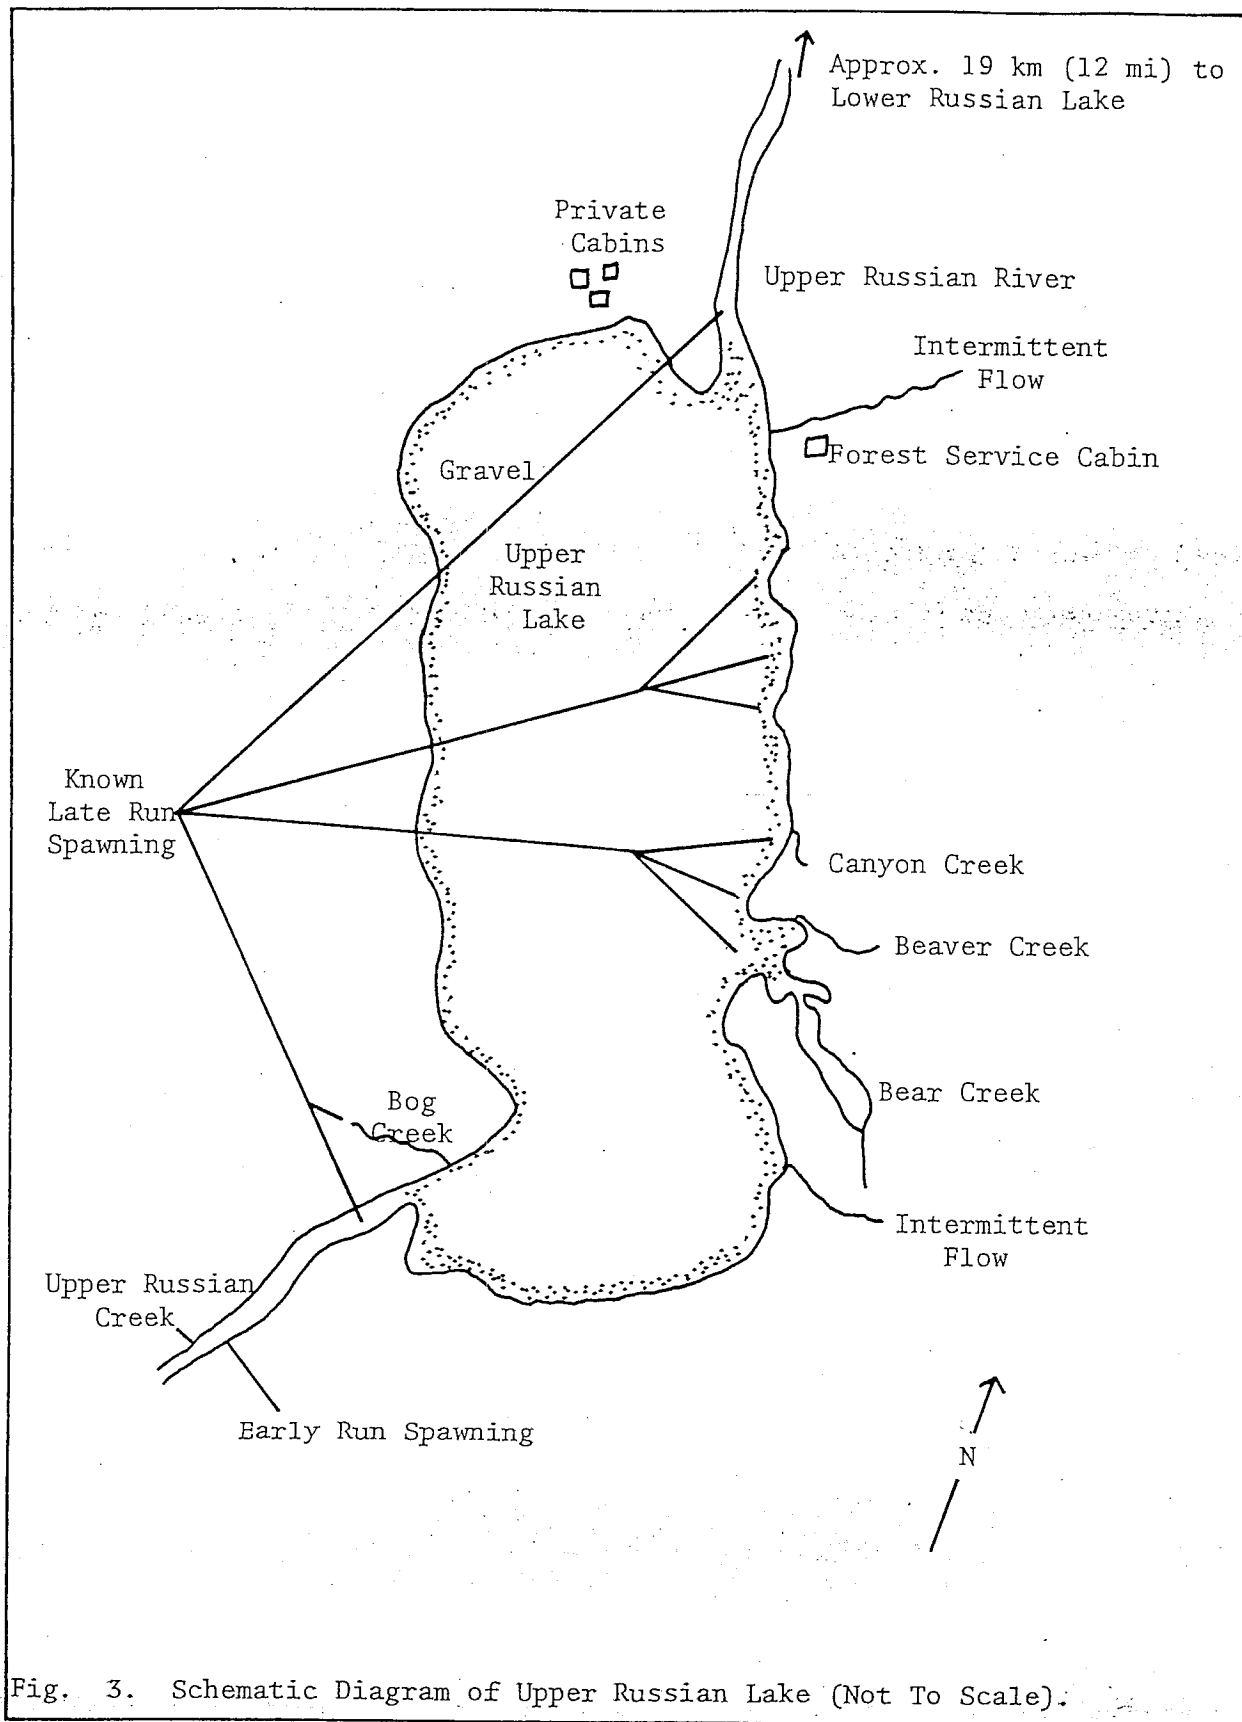 Approx. 19 km (12 mi) to
Lower Russian Lake
Private
Cabins
Upper Russian River
Intermittent
Flow
Forest Service Cabin
Gravel
Upper
Russian
Lake
Known
Late Run
Spawning
Canyon Creek
Beaver Creek
Bear Creek
Bog
Creek
Intermittent
Flow
Upper Russian
Creek
Early Run Spawning
N
Fig. 3. Schematic Diagram of Upper Russian Lake (Not To Scale).